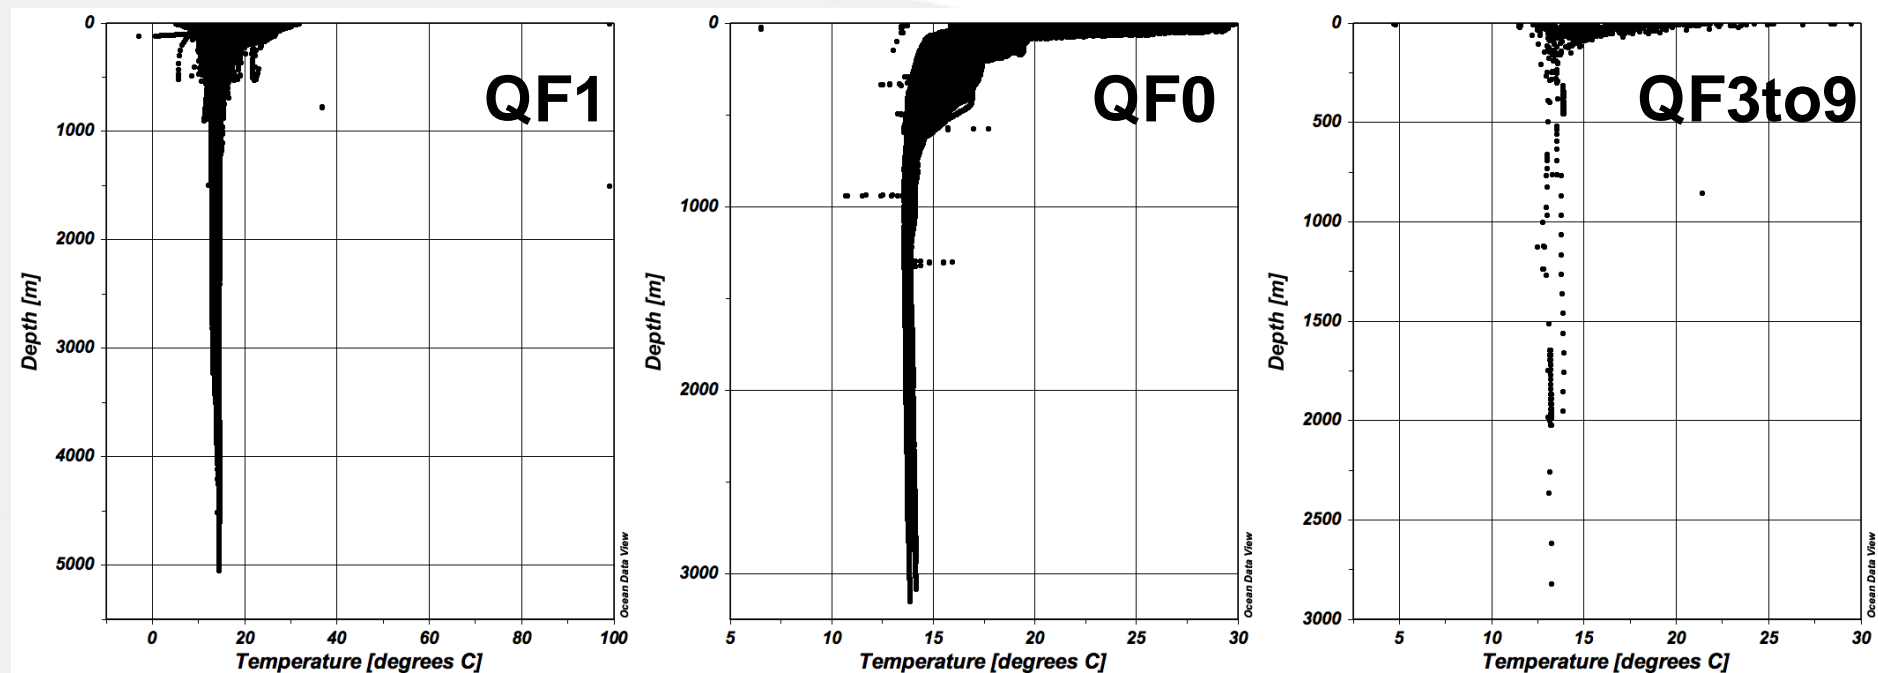 QF1
0
1000
2000
3000
4000
5000
Depth [m]
0 20 40 60 80 100
Temperature [degrees C]
Ocean Data View
QF0
0
1000
2000
3000
Depth [m]
5 10 15 20 25 30
Temperature [degrees C]
Ocean Data View
QF3to9
0
500
1000
1500
2000
2500
3000
Depth [m]
5 10 15 20 25 30
Temperature [degrees C]
Ocean Data View